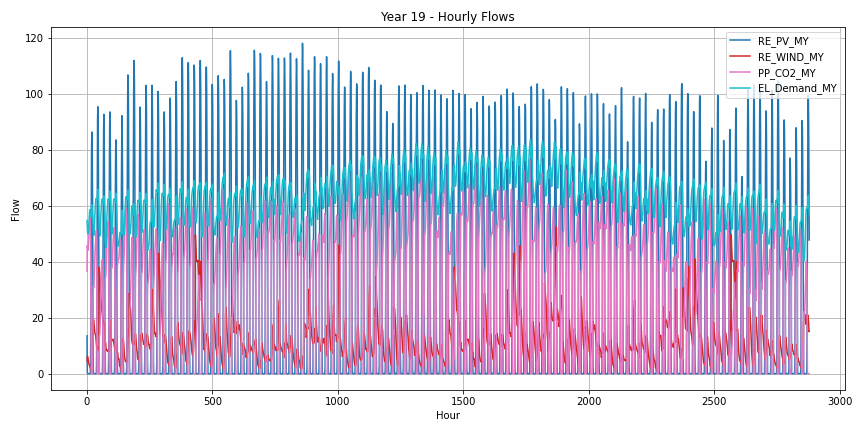 Year 19 - Hourly Flows
120
100
80
60
40
20
0
Flow
RE_PV_MY
RE_WIND_MY
PP_CO2_MY
EL_Demand_MY
0
500
1000
1500
2000
2500
3000
Hour